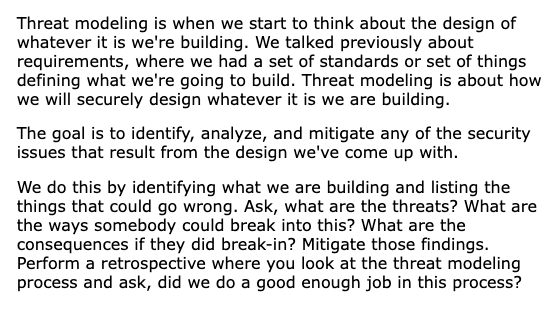 Threat modeling is when we start to think about the design of
whatever it is we're building. We talked previously about
requirements, where we had a set of standards or set of things
defining what we're going to build. Threat modeling is about how
we will securely design whatever it is we are building.
The goal is to identify, analyze, and mitigate any of the security
issues that result from the design we've come up with.
We do this by identifying what we are building and listing the
things that could go wrong. Ask, what are the threats? What are
the ways somebody could break into this? What are the
consequences if they did break-in? Mitigate those findings.
Perform a retrospective where you look at the threat modeling
process and ask, did we do a good enough job in this process?